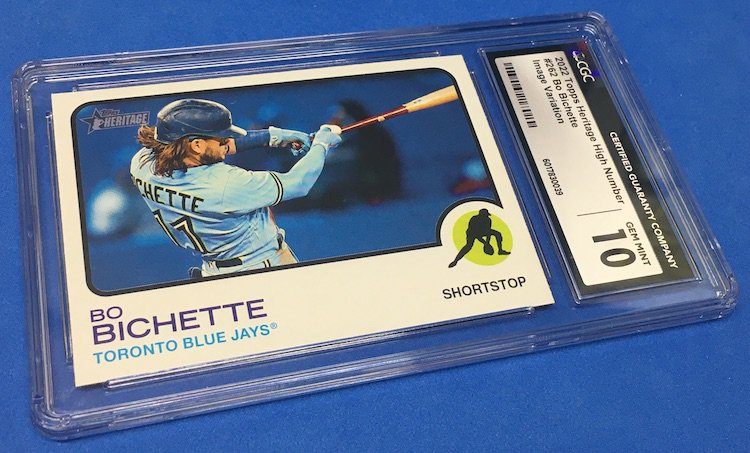 Topps
HERITAGE
CHETTE
11
BO
BICHETTE
TORONTO BLUE JAYS®
SHORTSTOP
CGC
2022 Topps Heritage High Number
#262 Bo Bichette
Image Variation
6017830039
GEM MINT
10
CERTIFIED GUARANTY COMPANY